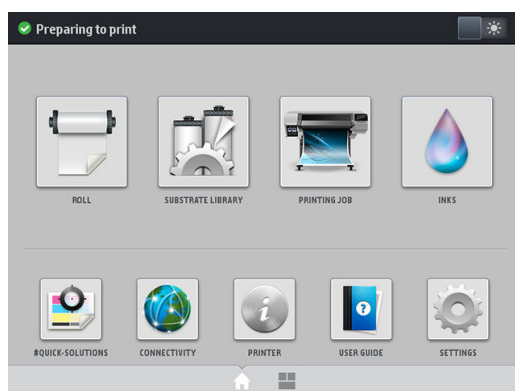 Preparing to print
ROLL
SUBSTRATE LIBRARY
PRINTING JOB
INKS
#QUICK-SOLUTIONS
CONNECTIVITY
PRINTER
USER GUIDE
SETTINGS